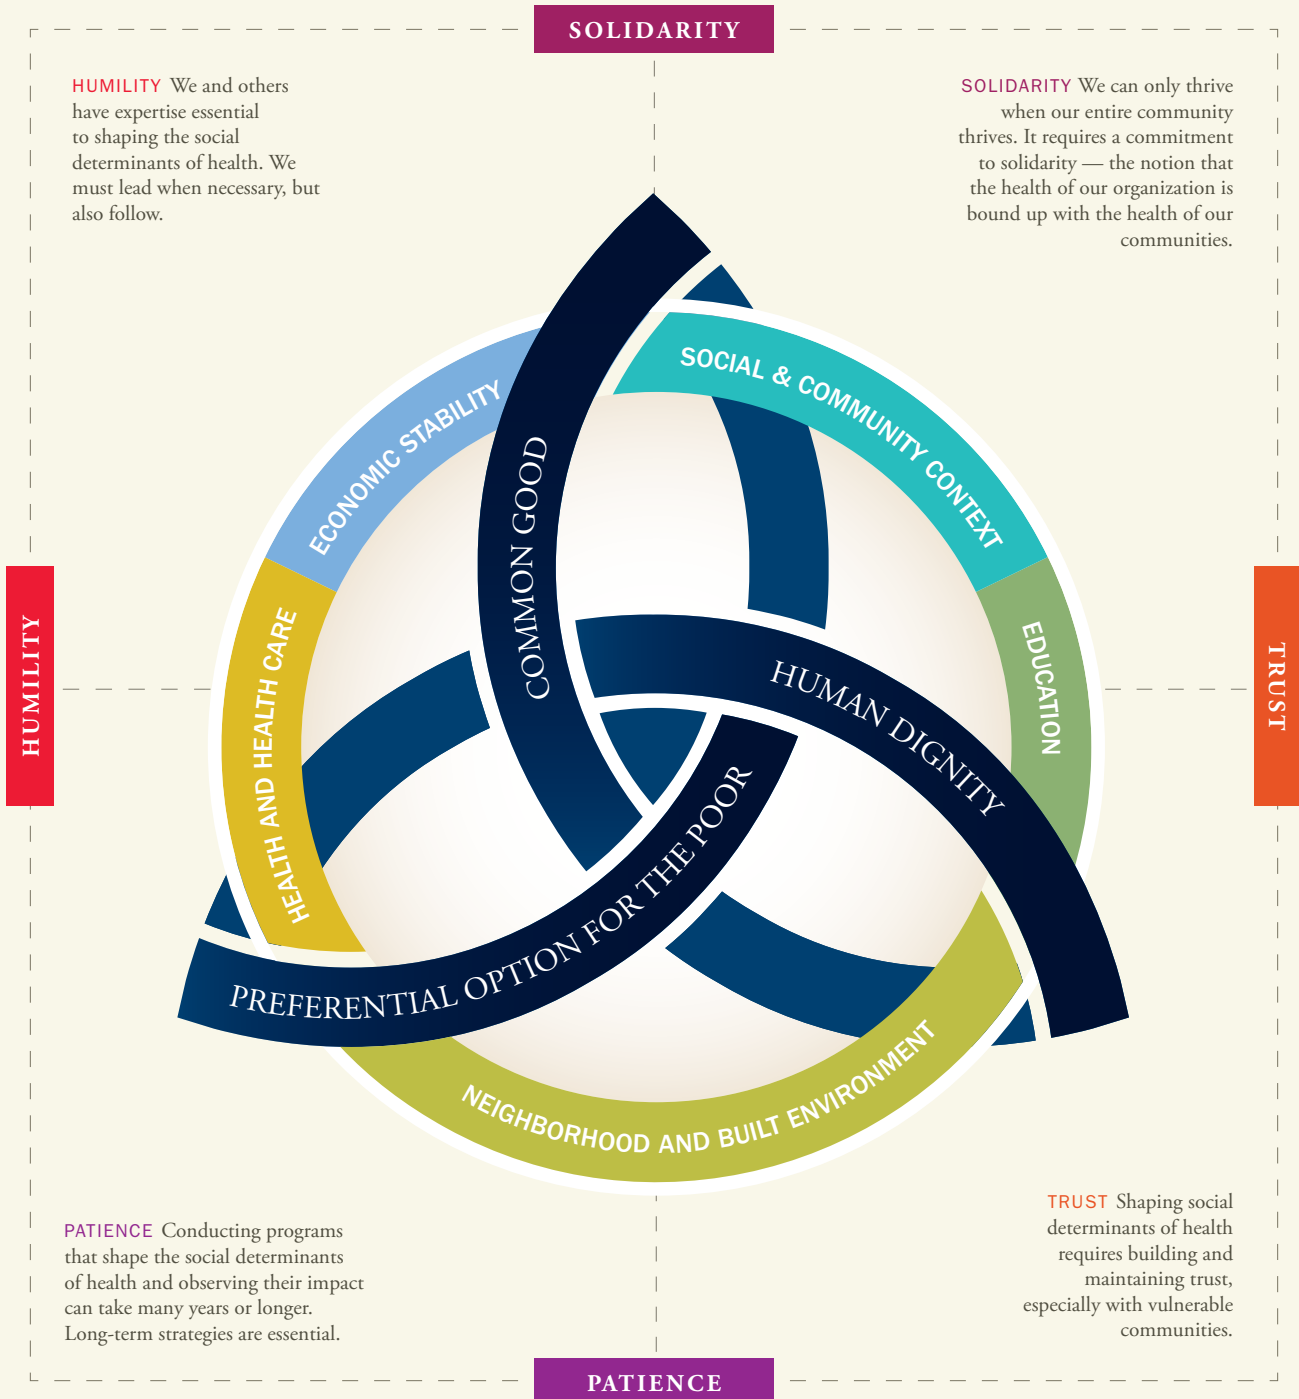 SOLIDARITY
HUMILITY We and others
have expertise essential
to shaping the social
determinants of health. We
must lead when necessary, but
also follow.
SOLIDARITY We can only thrive
when our entire community
thrives. It requires a commitment
to solidarity — the notion that
the health of our organization is
bound up with the health of our
communities.
ECONOMIC STABILITY
SOCIAL & COMMUNITY CONTEXT
COMMON GOOD
HUMILITY
HEALTH AND HEALTH CARE
HUMAN DIGNITY
EDUCATION
TRUST
PREFERENTIAL OPTION FOR THE POOR
NEIGHBORHOOD AND BUILT ENVIRONMENT
PATIENCE Conducting programs
that shape the social determinants
of health and observing their impact
can take many years or longer.
Long-term strategies are essential.
TRUST Shaping social
determinants of health
requires building and
maintaining trust,
especially with vulnerable
communities.
PATIENCE